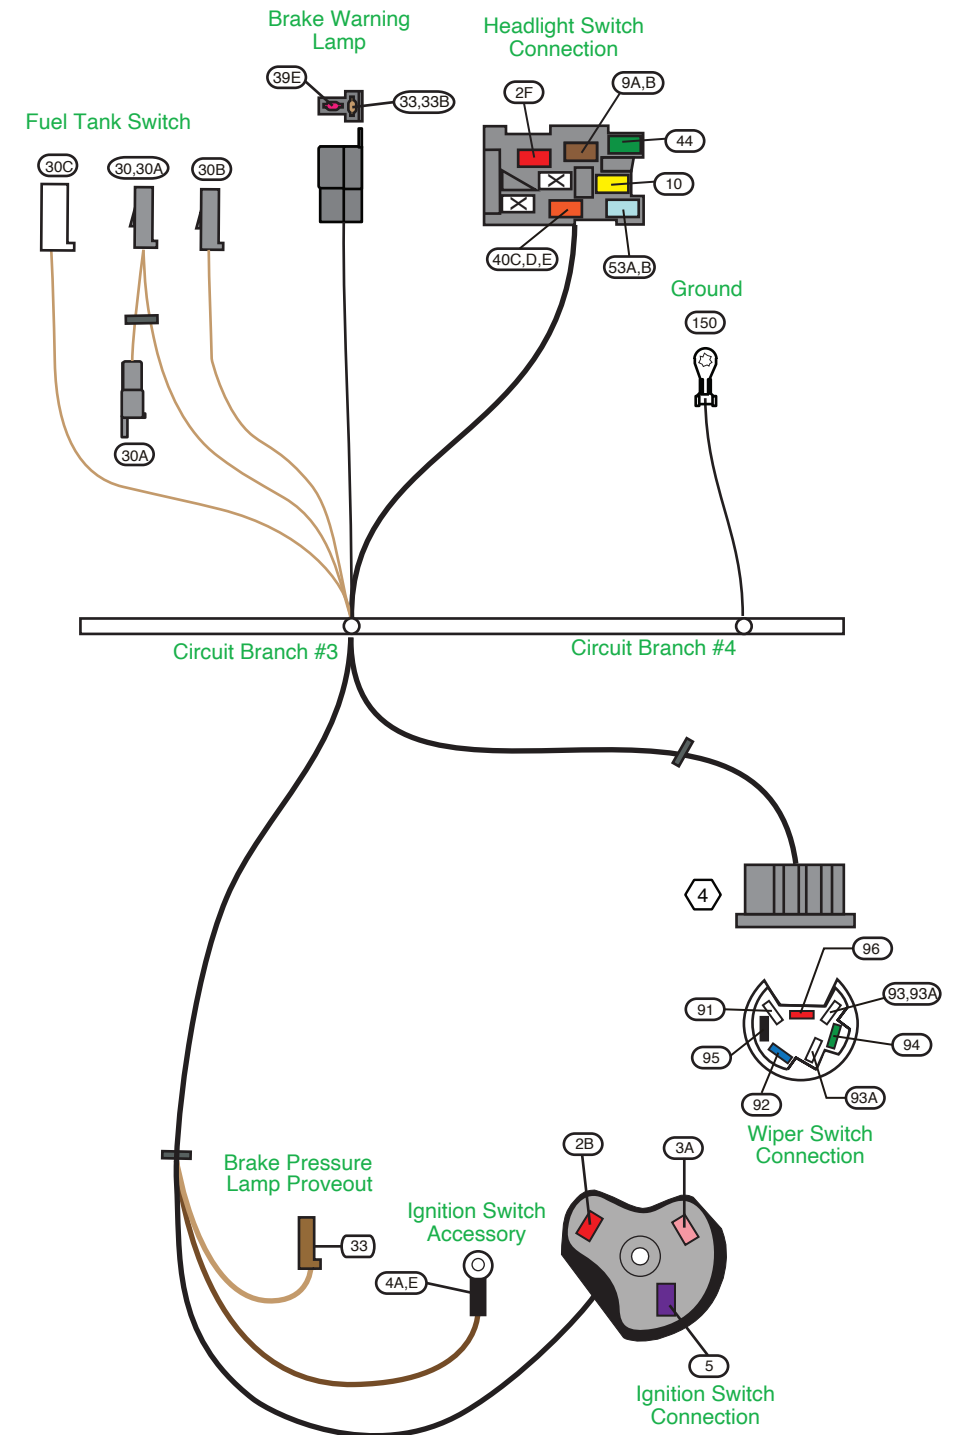 Brake Warning
Lamp
Headlight Switch
Connection
39E
33,33B
2F
9A,B
44
10
40C,D,E
53A,B
Fuel Tank Switch
30C
30,30A
30B
30A
Ground
150
Circuit Branch #3
Circuit Branch #4
4
96
93,93A
91
94
95
92
93A
Wiper Switch
Connection
Brake Pressure
Lamp Proveout
33
Ignition Switch
Accessory
4A,E
2B
3A
5
Ignition Switch
Connection